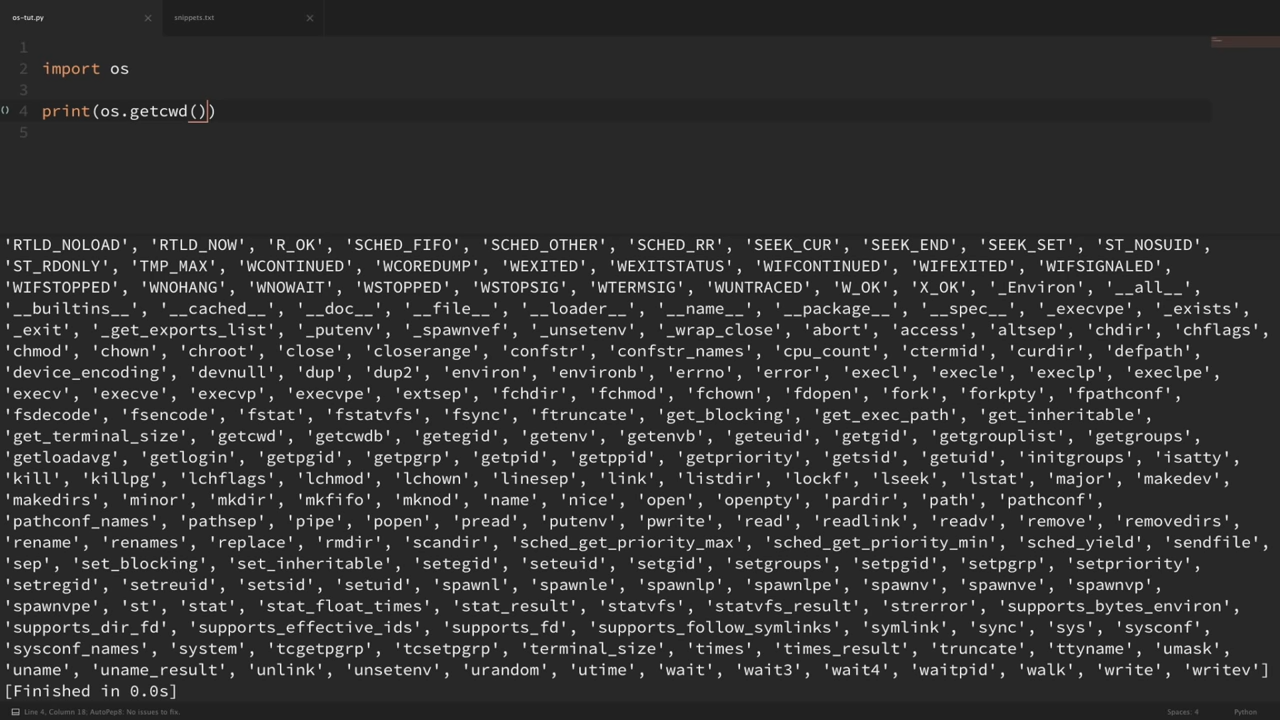 os-tut.py
snippets.txt
1
2 import os
3
4 print(os.getcwd())
5
'RTLD_NOLOAD', 'RTLD_NOW', 'R_OK', 'SCHED_FIFO', 'SCHED_OTHER', 'SCHED_RR', 'SEEK_CUR', 'SEEK_END', 'SEEK_SET', 'ST_NOSUID',
'ST_RDONLY', 'TMP_MAX', 'WCONTINUED', 'WCOREDUMP', 'WEXITED', 'WEXITSTATUS', 'WIFCONTINUED', 'WIFEXITED', 'WIFSIGNALED',
'WIFSTOPPED', 'WNOHANG', 'WNOWAIT', 'WSTOPPED', 'WSTOPSIG', 'WTERMSIG', 'WUNTRACED', 'W_OK', 'X_OK', '_Environ', '__all__',
'__builtins__', '__cached__', '__doc__', '__file__', '__loader__', '__name__', '__package__', '__spec__', '_execvpe', '_exists',
'_exit', '_get_exports_list', '_putenv', '_spawnvef', '_unsetenv', '_wrap_close', 'abort', 'access', 'altsep', 'chdir', 'chflags',
'chmod', 'chown', 'chroot', 'close', 'closerange', 'confstr', 'confstr_names', 'cpu_count', 'ctermid', 'curdir', 'defpath',
'device_encoding', 'devnull', 'dup', 'dup2', 'environ', 'environb', 'errno', 'error', 'execl', 'execle', 'execlp', 'execlpe',
'execv', 'execve', 'execvp', 'execvpe', 'extsep', 'fchdir', 'fchmod', 'fchown', 'fdopen', 'fork', 'forkpty', 'fpathconf',
'fsdecode', 'fsencode', 'fstat', 'fstatvfs', 'fsync', 'ftruncate', 'get_blocking', 'get_exec_path', 'get_inheritable',
'get_terminal_size', 'getcwd', 'getcwdb', 'getegid', 'getenv', 'getenvb', 'geteuid', 'getgid', 'getgrouplist', 'getgroups',
'getloadavg', 'getlogin', 'getpgid', 'getpgrp', 'getpid', 'getppid', 'getpriority', 'getsid', 'getuid', 'initgroups', 'isatty',
'kill', 'killpg', 'lchflags', 'lchmod', 'lchown', 'linesep', 'link', 'listdir', 'lockf', 'lseek', 'lstat', 'major', 'makedev',
'makedirs', 'minor', 'mkdir', 'mkfifo', 'mknod', 'name', 'nice', 'open', 'openpty', 'pardir', 'path', 'pathconf',
'pathconf_names', 'pathsep', 'pipe', 'popen', 'pread', 'putenv', 'pwrite', 'read', 'readlink', 'readv', 'remove', 'removedirs',
'rename', 'renames', 'replace', 'rmdir', 'scandir', 'sched_get_priority_max', 'sched_get_priority_min', 'sched_yield', 'sendfile',
'sep', 'set_blocking', 'set_inheritable', 'setegid', 'seteuid', 'setgid', 'setgroups', 'setpgid', 'setpgrp', 'setpriority',
'setregid', 'setreuid', 'setsid', 'setuid', 'spawnl', 'spawnle', 'spawnlp', 'spawnlpe', 'spawnv', 'spawnve', 'spawnvp',
'spawnvpe', 'st', 'stat', 'stat_float_times', 'stat_result', 'statvfs', 'statvfs_result', 'strerror', 'supports_bytes_environ',
'supports_dir_fd', 'supports_effective_ids', 'supports_fd', 'supports_follow_symlinks', 'symlink', 'sync', 'sys', 'sysconf',
'sysconf_names', 'system', 'tcgetpgrp', 'tcsetpgrp', 'terminal_size', 'times', 'times_result', 'truncate', 'ttyname', 'umask',
'uname', 'uname_result', 'unlink', 'unsetenv', 'urandom', 'utime', 'wait', 'wait3', 'wait4', 'waitpid', 'walk', 'write', 'writev']
[Finished in 0.0s]
Line 4, Column 18; AutoPep8: No issues to fix.
Spaces: 4
Python